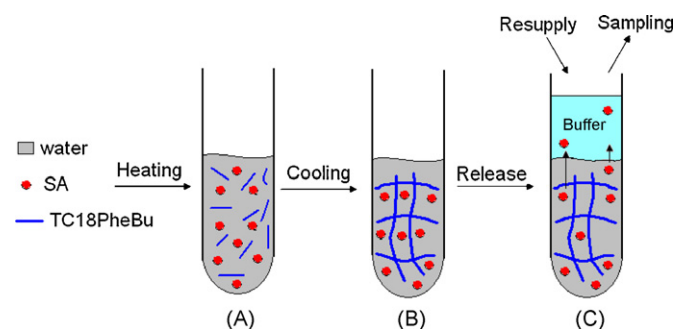 Resupply
Sampling
Buffer
water
SA
TC18PheBu
Heating
Cooling
Release
(A)
(B)
(C)